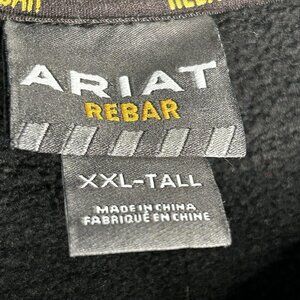 ARIAT
REBAR
XXL-TALL
MADE IN CHINA
FABRIQUÉ EN CHINE